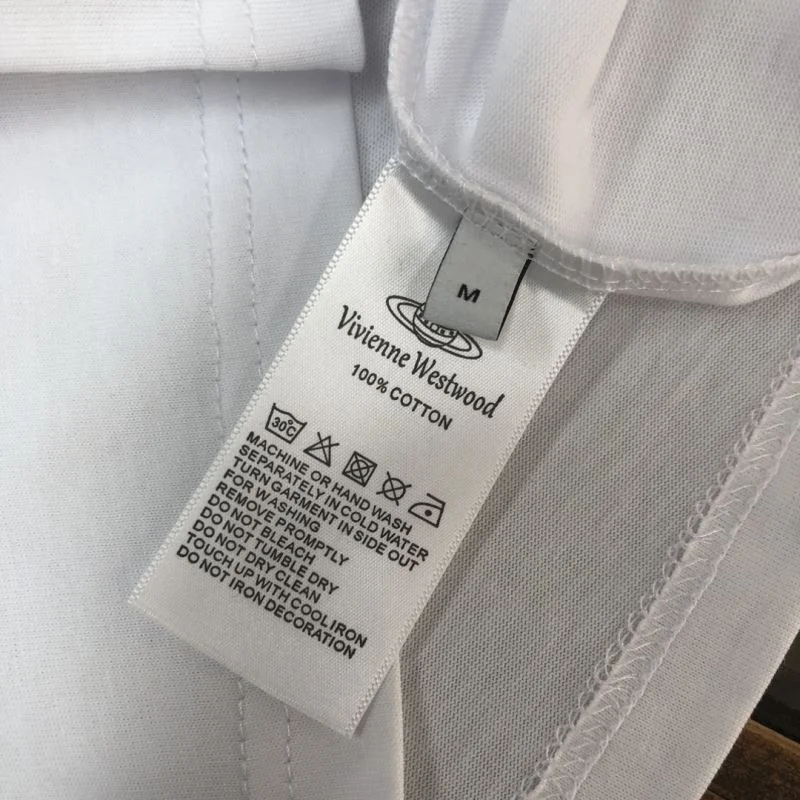 M
Vivienne Westwood
100% COTTON
30°C
MACHINE OR HAND WASH
SEPARATELY IN COLD WATER
TURN GARMENT IN SIDE OUT
FOR WASHING
REMOVE PROMPTLY
DO NOT BLEACH
DO NOT TUMBLE DRY
DO NOT DRY CLEAN
TOUCH UP WITH COOL IRON
DO NOT IRON DECORATION